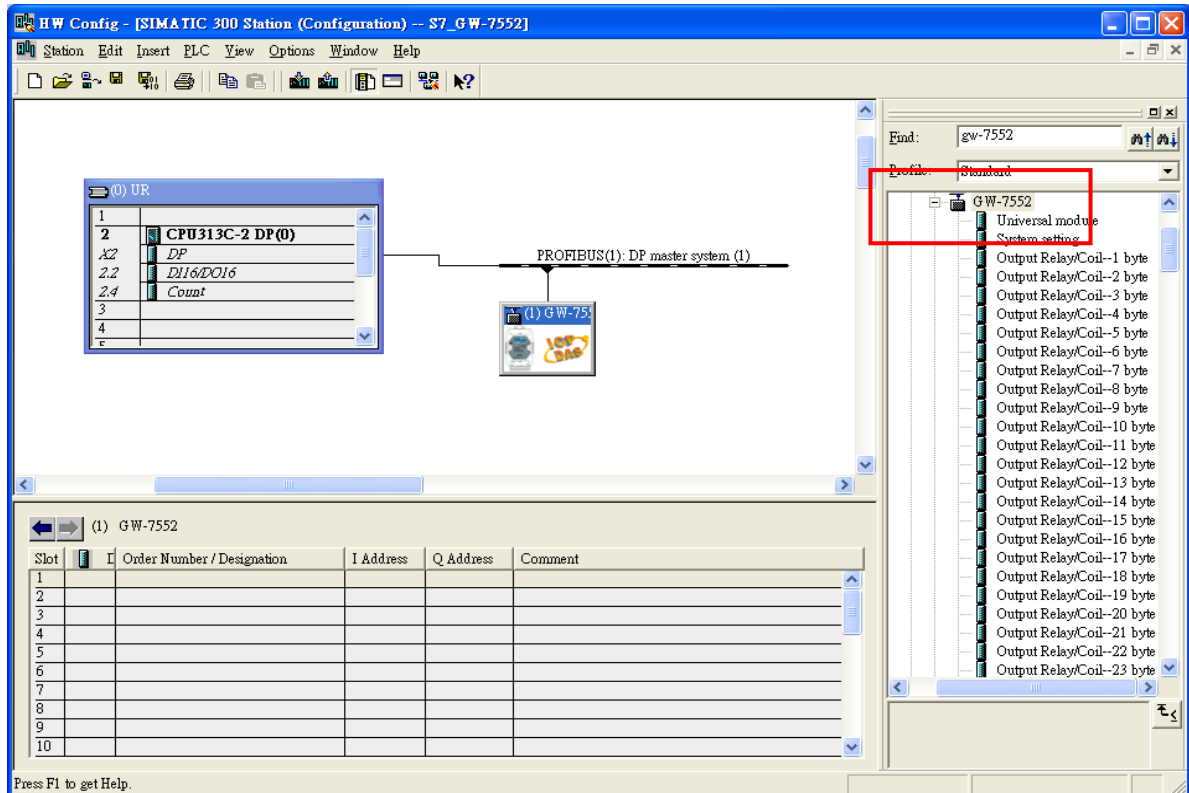 HW Config - [SIMATIC 300 Station (Configuration) -- S7_GW-7552]
Station Edit Insert PLC View Options Window Help
(0) UR
1
2 CPU313C-2 DP(0)
X2 DP
2.2 DI16/DO16
2.4 Count
3
4
PROFIBUS(1): DP master system (1)
(1) GW-755
ICP
DAS
Find: gw-7552
Profile: Standard
GW-7552
Universal module
System setting
Output Relay/Coil--1 byte
Output Relay/Coil--2 byte
Output Relay/Coil--3 byte
Output Relay/Coil--4 byte
Output Relay/Coil--5 byte
Output Relay/Coil--6 byte
Output Relay/Coil--7 byte
Output Relay/Coil--8 byte
Output Relay/Coil--9 byte
Output Relay/Coil--10 byte
Output Relay/Coil--11 byte
Output Relay/Coil--12 byte
Output Relay/Coil--13 byte
Output Relay/Coil--14 byte
Output Relay/Coil--15 byte
Output Relay/Coil--16 byte
Output Relay/Coil--17 byte
Output Relay/Coil--18 byte
Output Relay/Coil--19 byte
Output Relay/Coil--20 byte
Output Relay/Coil--21 byte
Output Relay/Coil--22 byte
Output Relay/Coil--23 byte
(1) GW-7552
Slot I Order Number / Designation I Address Q Address Comment
1
2
3
4
5
6
7
8
9
10
Press F1 to get Help.